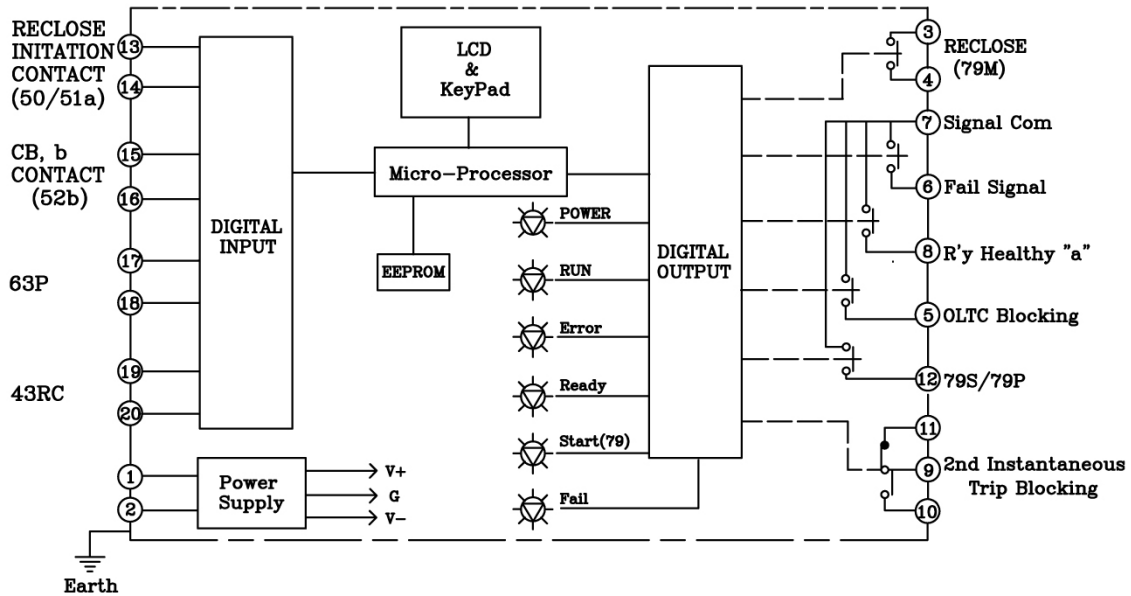 RECLOSE
INITATION
CONTACT
(50/51a)
13
14
CB, b
CONTACT
(52b)
15
16
63P
17
18
43RC
19
20
1
2
Earth
DIGITAL
INPUT
Power
Supply
V+
G
V-
LCD
&
KeyPad
Micro-Processor
EEPROM
POWER
RUN
Error
Ready
Start(79)
Fail
DIGITAL
OUTPUT
3
RECLOSE
(79M)
4
7 Signal Com
6 Fail Signal
8 R'y Healthy "a"
5 OLTC Blocking
12 79S/79P
11
9 2nd Instantaneous
Trip Blocking
10